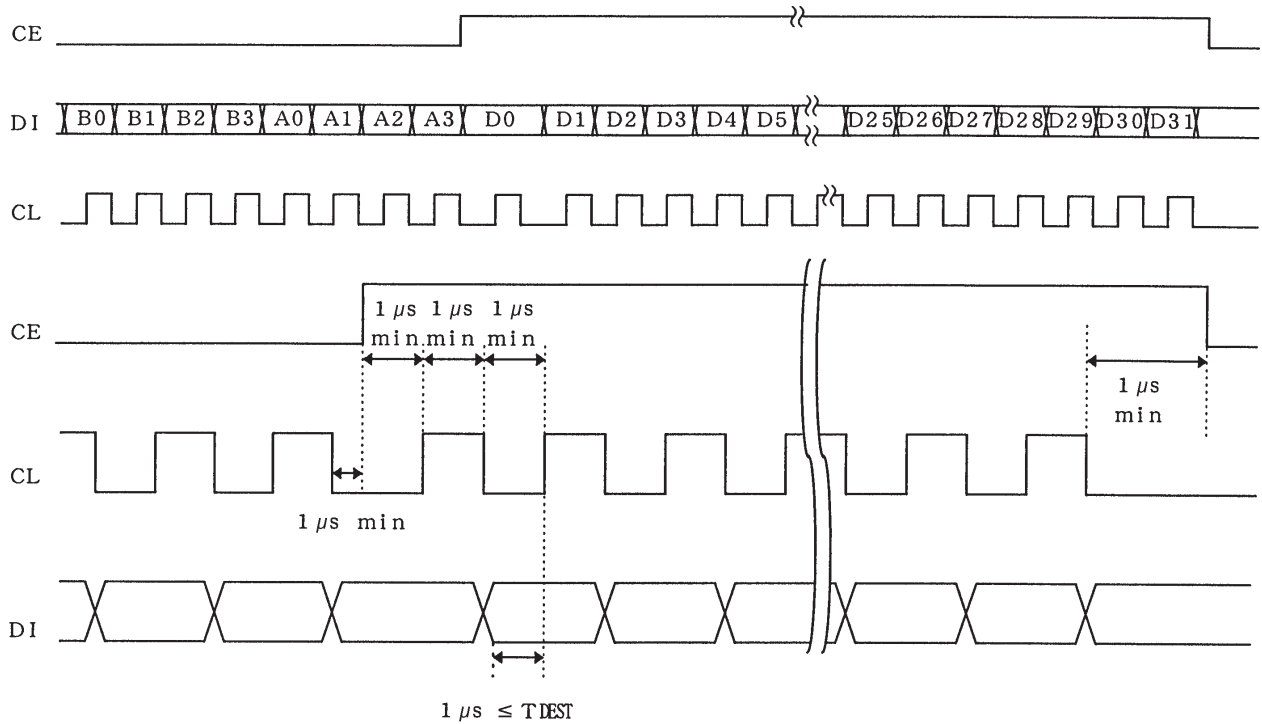 CE
DI B0 B1 B2 B3 A0 A1 A2 A3 D0 D1 D2 D3 D4 D5 D25 D26 D27 D28 D29 D30 D31
CL
CE
1 μs 1 μs 1 μs
min min min
1 μs
min
CL
1 μs min
DI
1 μs ≤ TDEST